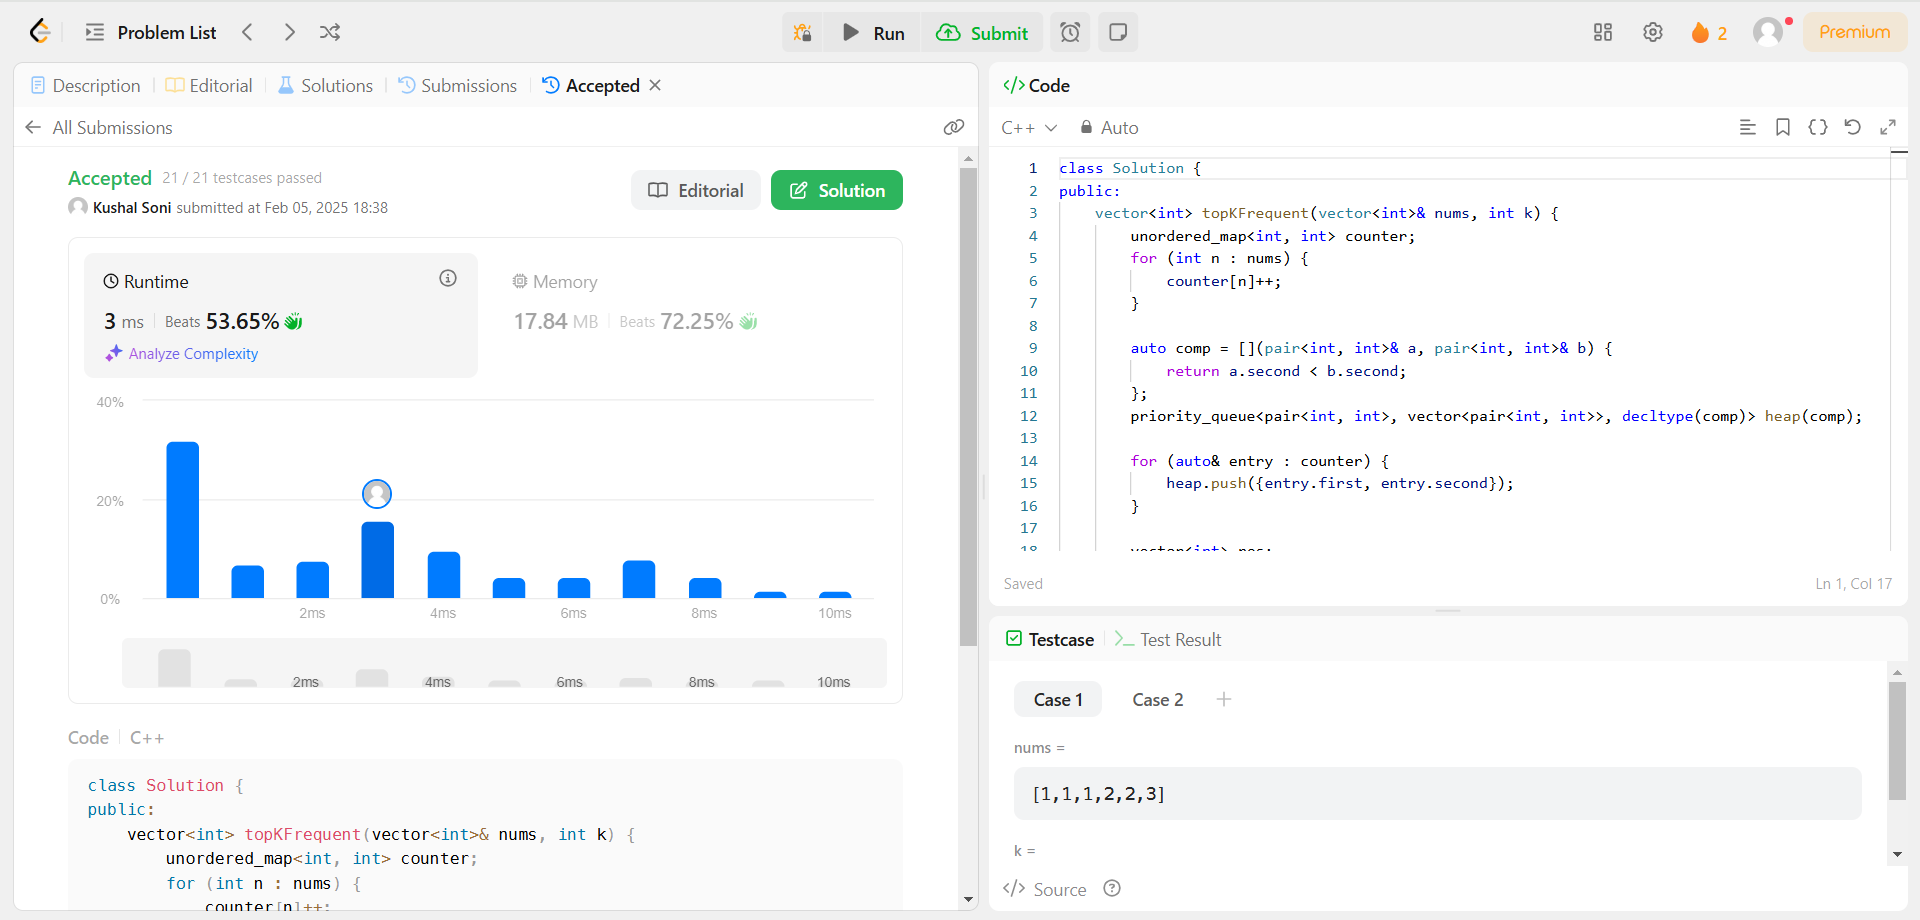 Problem List
Run
Submit
2
Premium
Description
Editorial
Solutions
Submissions
Accepted
All Submissions
Accepted 21 / 21 testcases passed
Kushal Soni submitted at Feb 05, 2025 18:38
Editorial
Solution
Runtime
3 ms Beats 53.65%
Analyze Complexity
Memory
17.84 MB Beats 72.25%
40%
20%
0%
2ms 4ms 6ms 8ms 10ms
2ms 4ms 6ms 8ms 10ms
Code C++
class Solution {
public:
vector<int> topKFrequent(vector<int>& nums, int k) {
unordered_map<int, int> counter;
for (int n : nums) {
counter[n]++;
</> Code
C++ Auto
1 class Solution {
2 public:
3 vector<int> topKFrequent(vector<int>& nums, int k) {
4 unordered_map<int, int> counter;
5 for (int n : nums) {
6 counter[n]++;
7 }
8
9 auto comp = [](pair<int, int>& a, pair<int, int>& b) {
10 return a.second < b.second;
11 };
12 priority_queue<pair<int, int>, vector<pair<int, int>>, decltype(comp)> heap(comp);
13
14 for (auto& entry : counter) {
15 heap.push({entry.first, entry.second});
16 }
17
18 vector<int> res;
Saved
Ln 1, Col 17
Testcase
Test Result
Case 1
Case 2
nums =
[1,1,1,2,2,3]
k =
</> Source